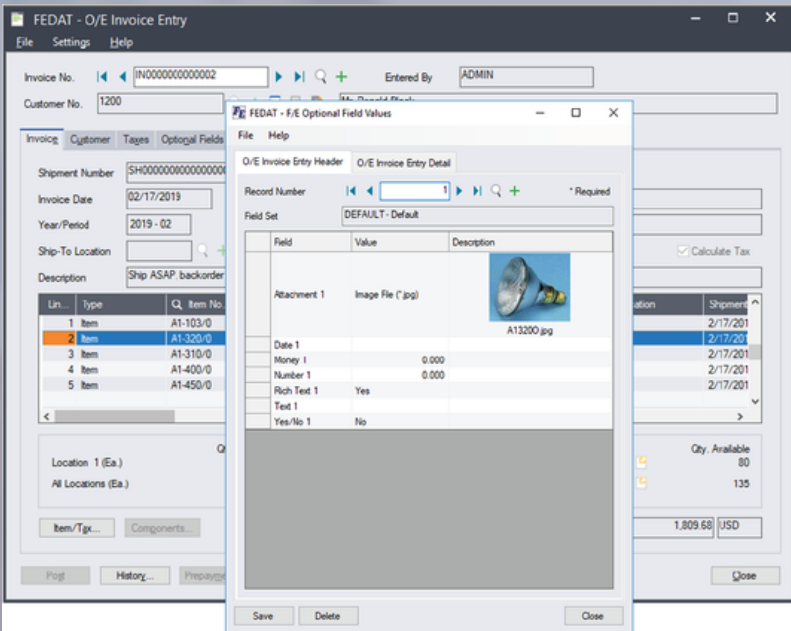 FEDAT - O/E Invoice Entry
File Settings Help
Invoice No. IN0000000000002 Entered By ADMIN
Customer No. 1200 Mr. Ronald Black
Invoice Customer Taxes Optional Fields
Shipment Number
Invoice Date 02/17/2019
Year/Period 2019 - 02
Ship-To Location Calculate Tax
Description Ship ASAP. backorder
Lin... Type Item No. Shipment
1 Item A1-103/0 2/17/201
2 Item A1-320/0 2/17/201
3 Item A1-310/0 2/17/201
4 Item A1-400/0 2/17/201
5 Item A1-450/0 2/17/201
Qty. Available
Location 1 (Ea.) 80
All Locations (Ea.) 135
Item/Tax... Components... 1,809.68 USD
Post History... Close
FEDAT - F/E Optional Field Values
File Help
O/E Invoice Entry Header O/E Invoice Entry Detail
Record Number 1 * Required
Field Set DEFAULT - Default
Field Value Description
Attachment 1 Image File (*.jpg)
A13200.jpg
Date 1
Money 1 0.000
Number 1 0.000
Rich Text 1 Yes
Text 1
Yes/No 1 No
Save Delete Close